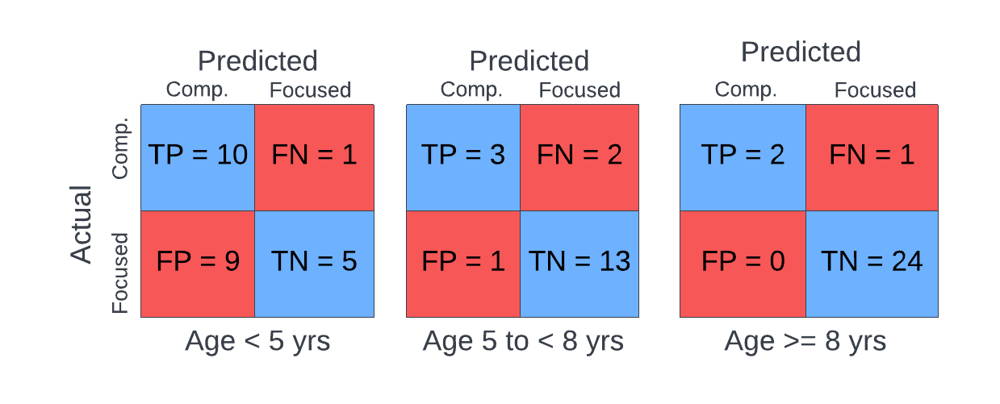 Predicted
Comp. Focused
Actual
Comp.
Focused
TP = 10 FN = 1
FP = 9 TN = 5
Age < 5 yrs
Predicted
Comp. Focused
TP = 3 FN = 2
FP = 1 TN = 13
Age 5 to < 8 yrs
Predicted
Comp. Focused
TP = 2 FN = 1
FP = 0 TN = 24
Age >= 8 yrs